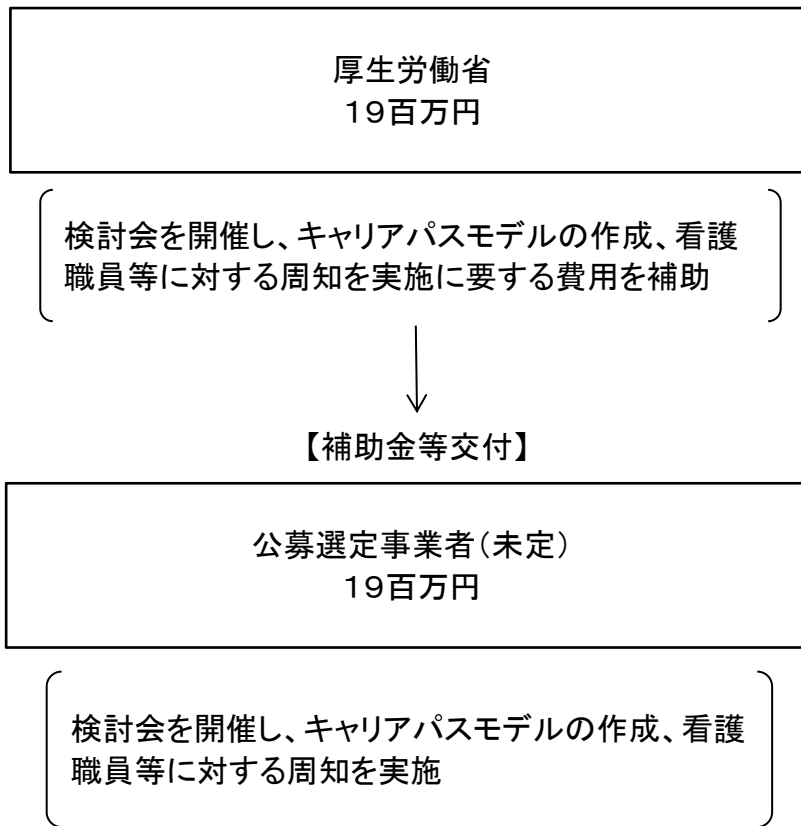 厚生労働省
１９百万円
検討会を開催し、キャリアパスモデルの作成、看護
職員等に対する周知を実施に要する費用を補助
【補助金等交付】
公募選定事業者（未定）
１９百万円
検討会を開催し、キャリアパスモデルの作成、看護
職員等に対する周知を実施